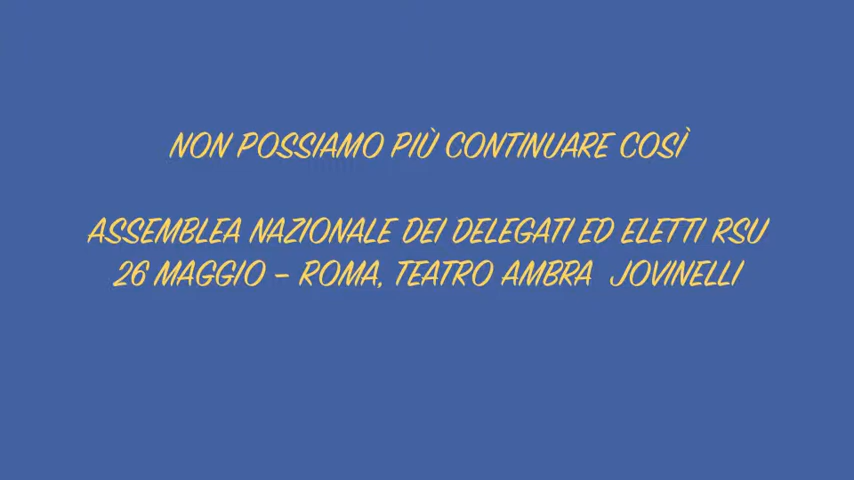 NON POSSIAMO PIÙ CONTINUARE COSÌ
ASSEMBLEA NAZIONALE DEI DELEGATI ED ELETTI RSU
26 MAGGIO – ROMA, TEATRO AMBRA JOVINELLI